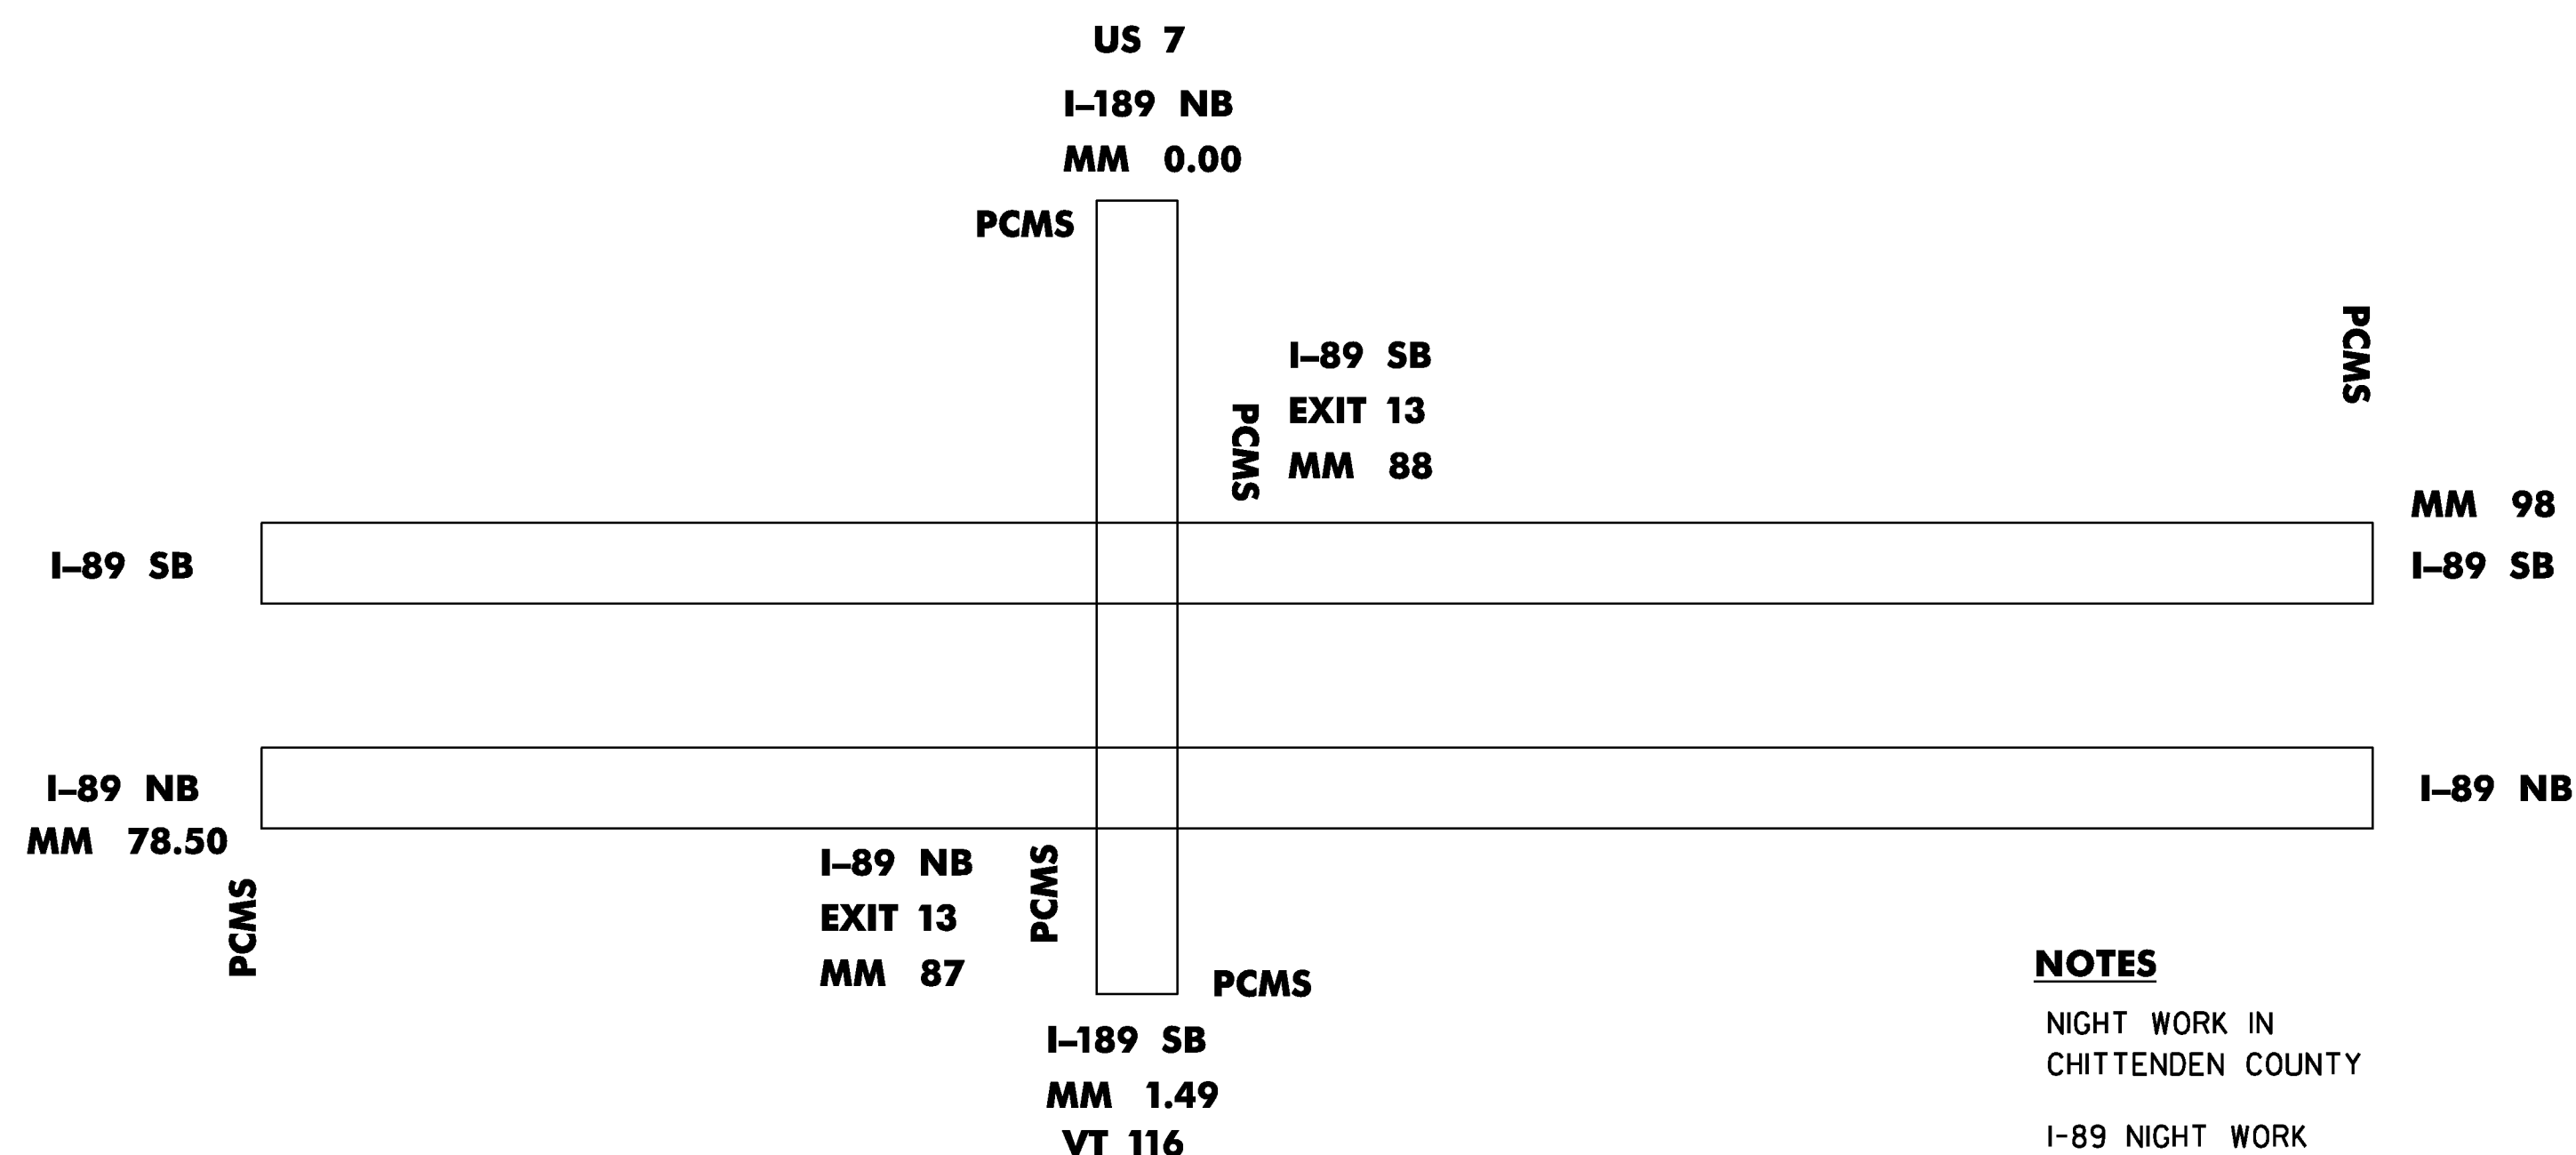 US 7
I-189 NB
MM 0.00
PCMS
PCMS
I-89 SB
EXIT 13
MM 88
PCMS
MM 98
I-89 SB
I-89 SB
I-89 NB
MM 78.50
I-89 NB
PCMS
I-89 NB
EXIT 13
MM 87
PCMS
PCMS
I-189 SB
MM 1.49
VT 116
NOTES
NIGHT WORK IN
CHITTENDEN COUNTY
I-89 NIGHT WORK